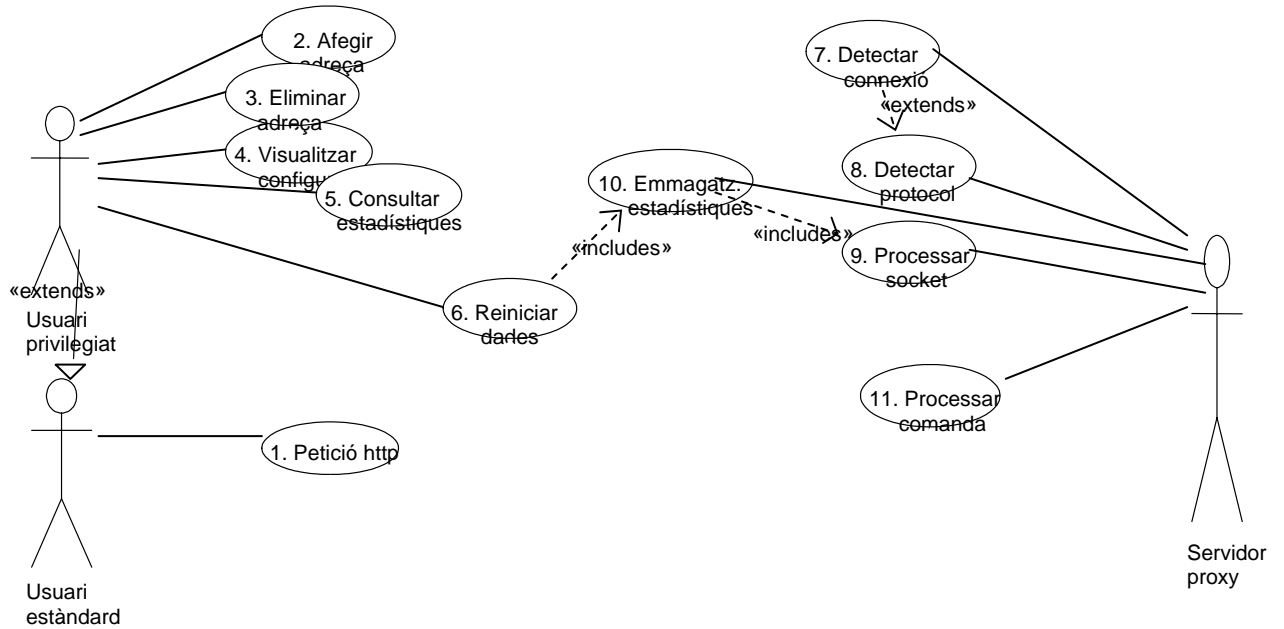 2. Afegir
adreça
3. Eliminar
adreça
4. Visualitzar
5. Consultar
estadístiques
«extends»
Usuari
privilegiat
6. Reiniciar
dades
«includes»
10. Emmagatz.
estadístiques
«includes»
7. Detectar
connexió
«extends»
8. Detectar
protocol
9. Processar
socket
11. Processar
comanda
1. Petició http
Usuari
estàndard
Servidor
proxy